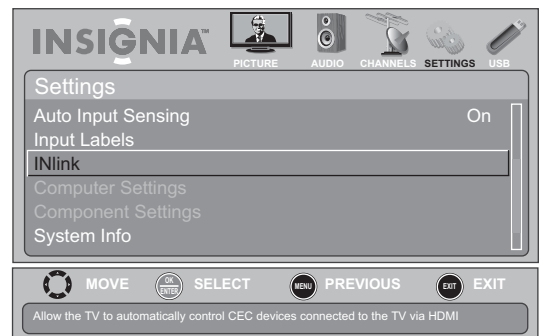 INSIGNIA™
PICTURE AUDIO CHANNELS SETTINGS USB
Settings
Auto Input Sensing On
Input Labels
INlink
Computer Settings
Component Settings
System Info
MOVE OK ENTER SELECT MENU PREVIOUS EXIT EXIT
Allow the TV to automatically control CEC devices connected to the TV via HDMI